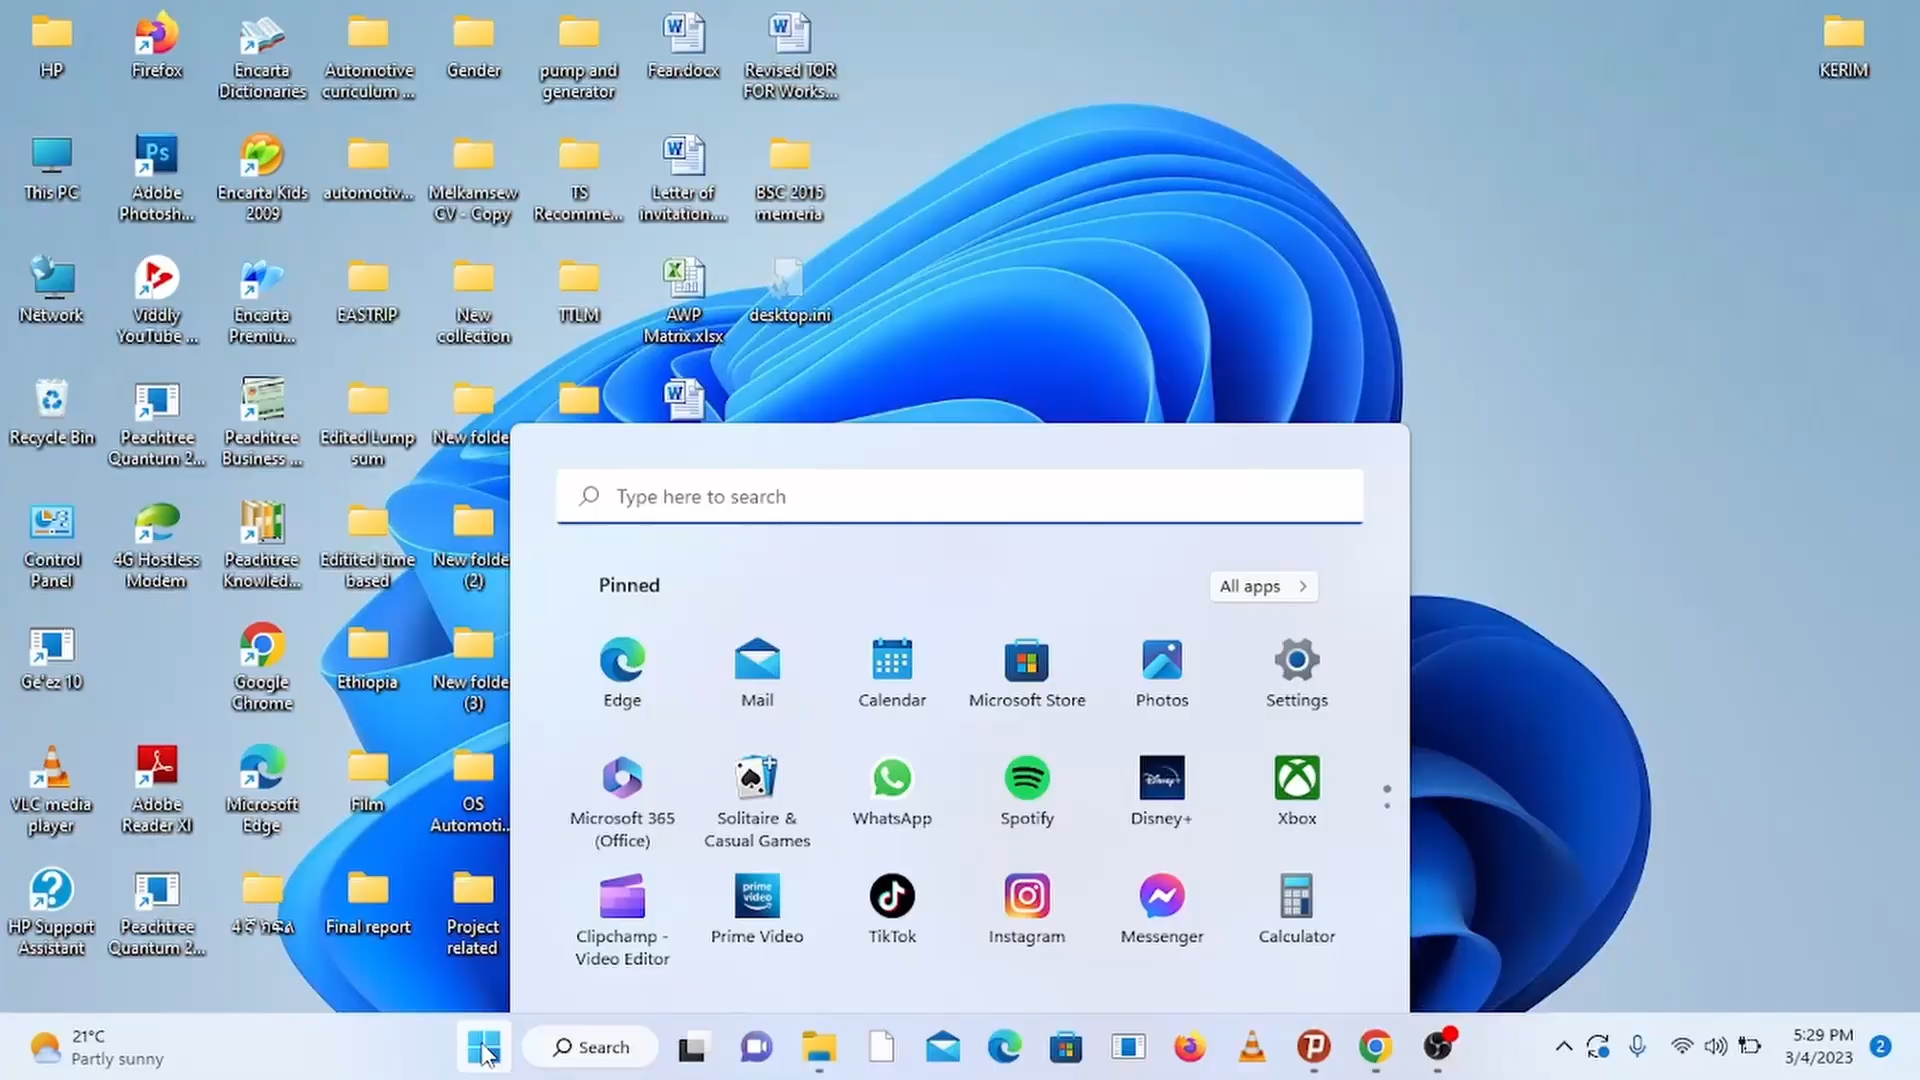 HP
Firefox
Encarta
Dictionaries
Automotive
curiculum ...
Gender
pump and
generator
Fear.docx
Revised TOR
FOR Works...
KERIM
This PC
Adobe
Photosh...
Encarta Kids
2009
automotiv...
Melkamsew
CV - Copy
TS
Recomme...
Letter of
invitation....
BSC 2015
memeria
Network
Viddly
YouTube ...
Encarta
Premiu...
EASTRIP
New
collection
TTLM
AWP
Matrix.xlsx
desktop.ini
Recycle Bin
Peachtree
Quantum 2...
Peachtree
Business ...
Edited Lump
sum
New folde
Type here to search
Control
Panel
4G Hostless
Modem
Peachtree
Knowled...
Editited time
based
New folde
(2)
Pinned
All apps
Ge'ez 10
Google
Chrome
Ethiopia
New folde
(3)
Edge
Mail
Calendar
Microsoft Store
Photos
Settings
VLC media
player
Adobe
Reader XI
Microsoft
Edge
Film
OS
Automoti...
Microsoft 365
(Office)
Solitaire &
Casual Games
WhatsApp
Spotify
Disney+
Xbox
HP Support
Assistant
Peachtree
Quantum 2...
Final report
Project
related
Clipchamp -
Video Editor
Prime Video
TikTok
Instagram
Messenger
Calculator
21°C
Partly sunny
Search
5:29 PM
3/4/2023
2